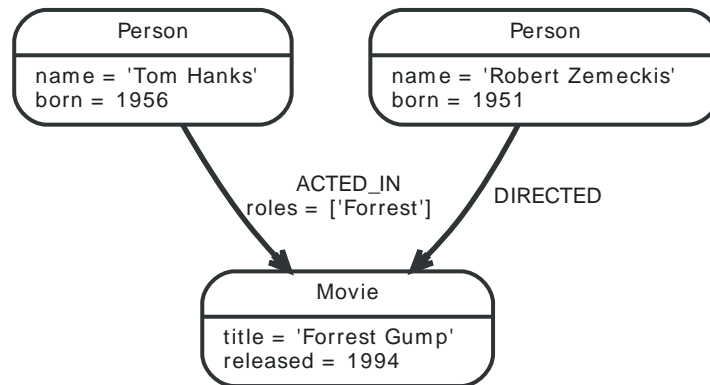 Person
name = 'Tom Hanks'
born = 1956
Person
name = 'Robert Zemeckis'
born = 1951
ACTED_IN
roles = ['Forrest']
DIRECTED
Movie
title = 'Forrest Gump'
released = 1994